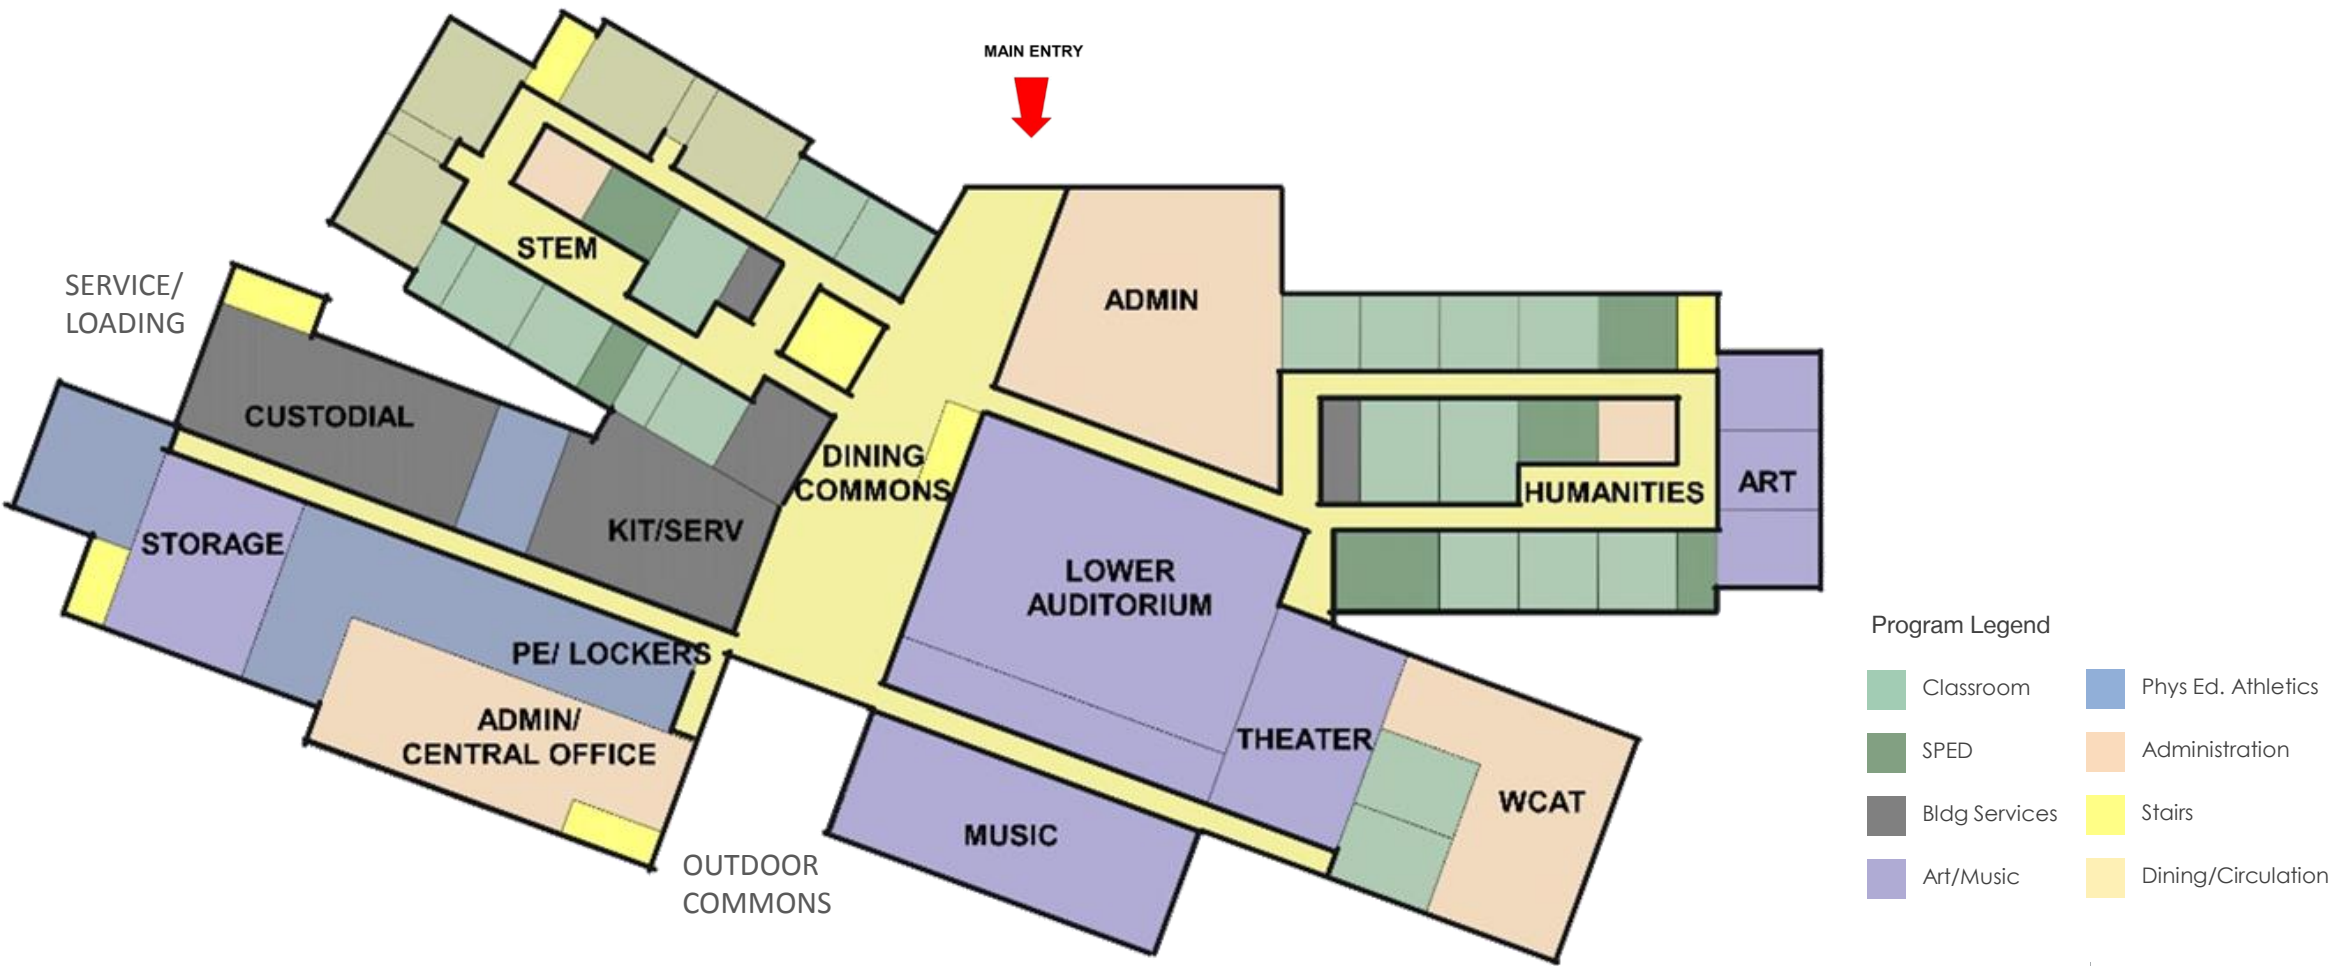 MAIN ENTRY
STEM
ADMIN
SERVICE/
LOADING
CUSTODIAL
DINING
COMMONS
HUMANITIES
ART
STORAGE
KIT/SERV
LOWER
AUDITORIUM
PE/ LOCKERS
ADMIN/
CENTRAL OFFICE
THEATER
WCAT
MUSIC
OUTDOOR
COMMONS
Program Legend
Classroom
Phys Ed. Athletics
SPED
Administration
Bldg Services
Stairs
Art/Music
Dining/Circulation